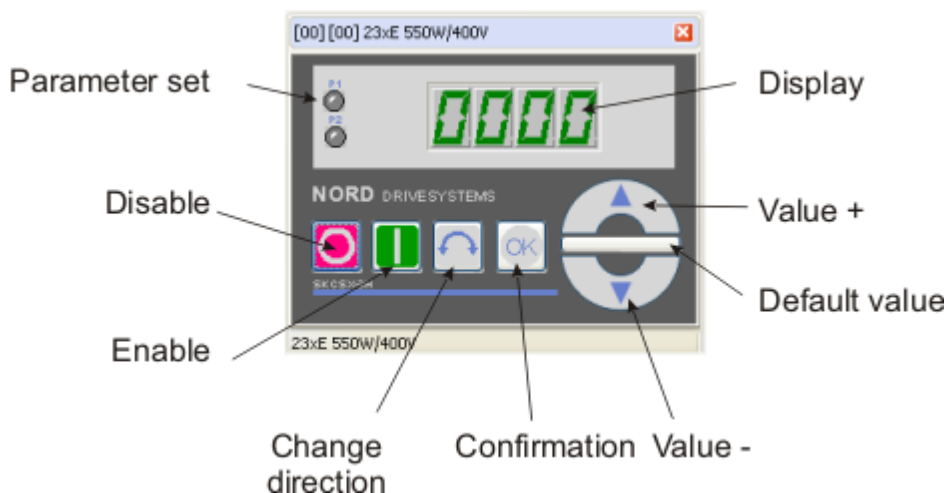 [00] [00] 23xE 550W/400V
Parameter set
P1
P2
0000
Display
NORD DRIVESYSTEMS
Disable
Value +
OK
Default value
Enable
23xE 550W/400V
Change
direction
Confirmation
Value -